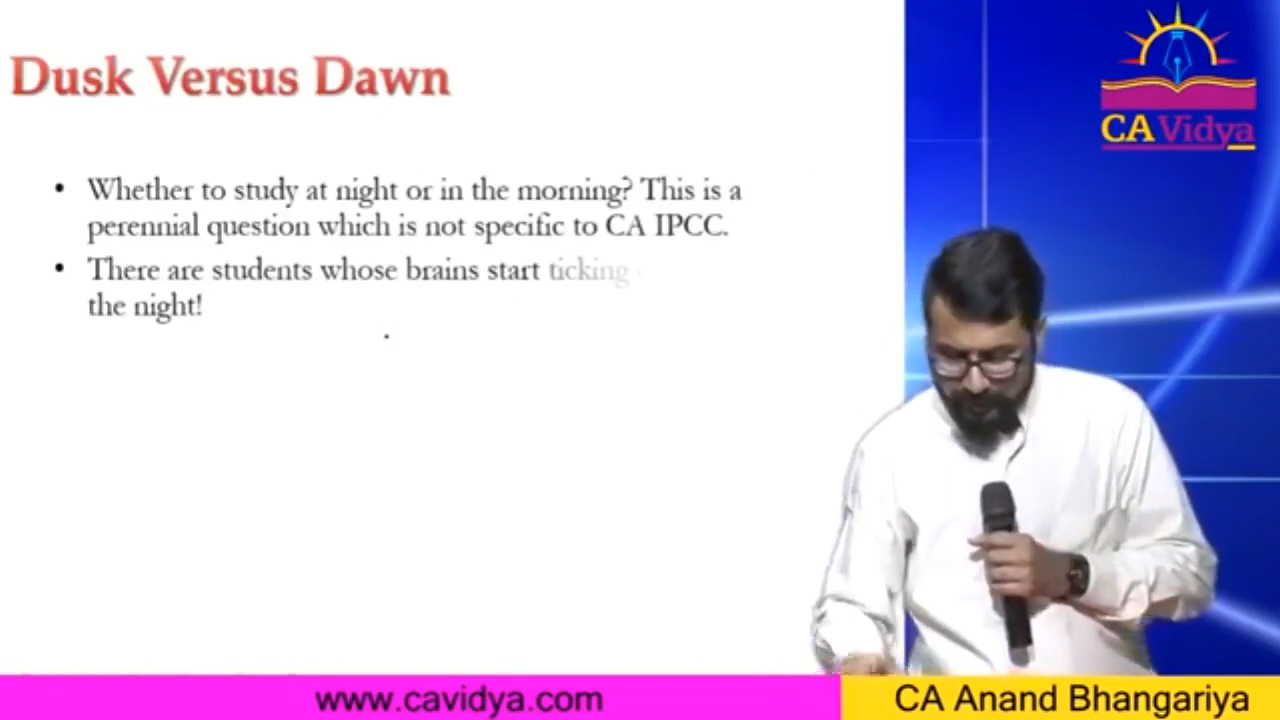 Dusk Versus Dawn
CA Vidya
• Whether to study at night or in the morning? This is a
perennial question which is not specific to CA IPCC.
• There are students whose brains start ticking
the night!
www.cavidya.com
CA Anand Bhangariya